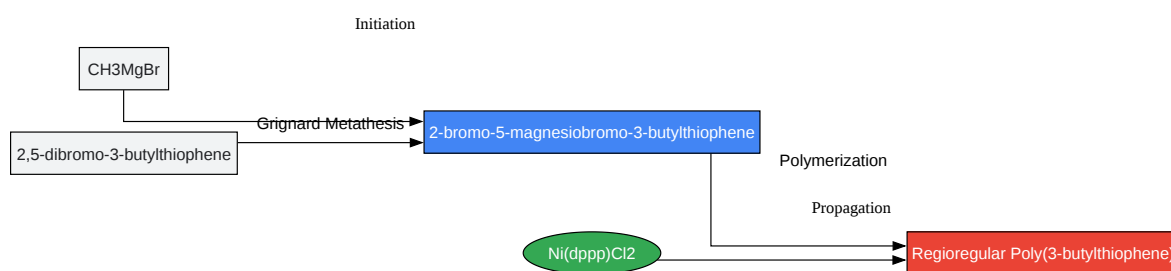 Initiation
CH3MgBr
Grignard Metathesis
2,5-dibromo-3-butylthiophene
2-bromo-5-magnesiobromo-3-butylthiophene
Polymerization
Propagation
Ni(dppp)Cl2
Regioregular Poly(3-butylthiophene)